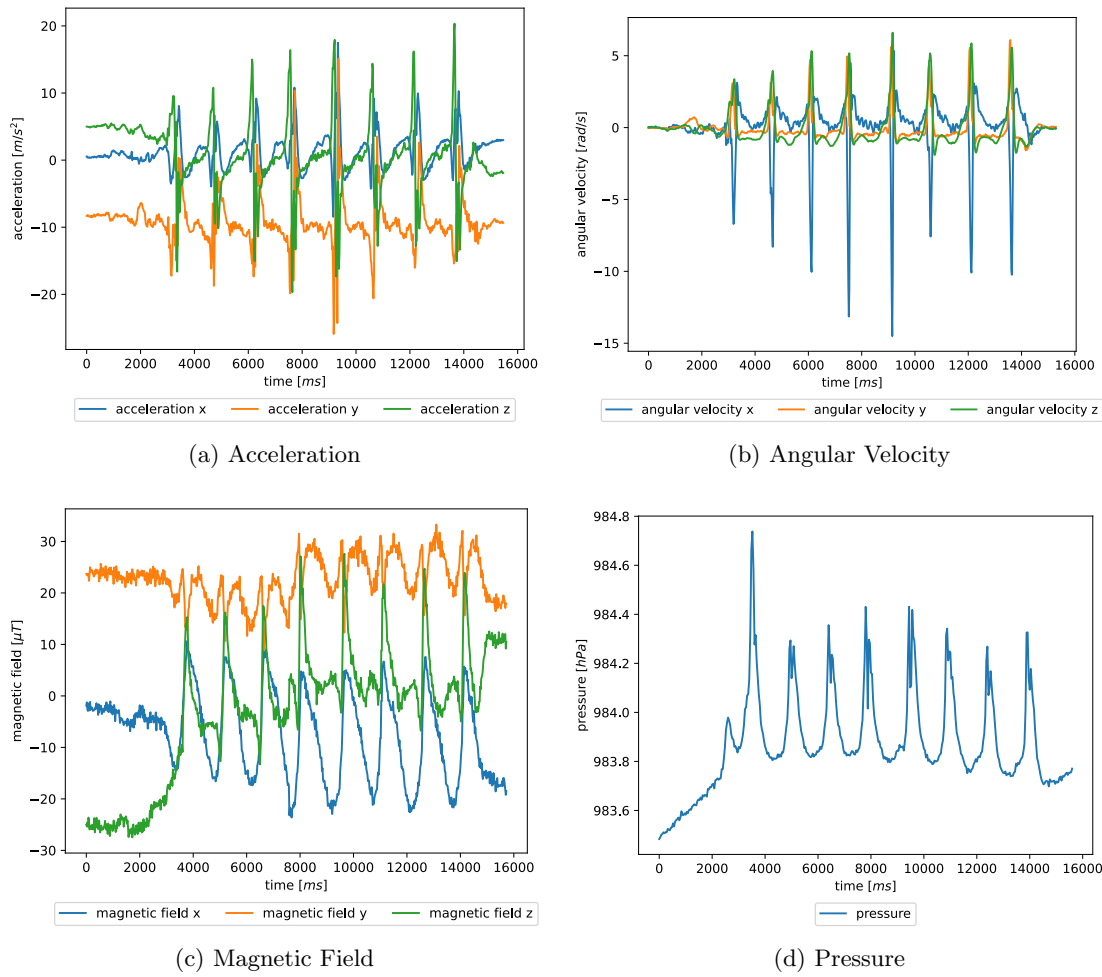 20
10
0
−10
−20
acceleration [m/s²]
0 2000 4000 6000 8000 10000 12000 14000 16000
time [ms]
acceleration x acceleration y acceleration z
(a) Acceleration
5
0
−5
−10
−15
angular velocity [rad/s]
0 2000 4000 6000 8000 10000 12000 14000 16000
time [ms]
angular velocity x angular velocity y angular velocity z
(b) Angular Velocity
30
20
10
0
−10
−20
−30
magnetic field [μT]
0 2000 4000 6000 8000 10000 12000 14000 16000
time [ms]
magnetic field x magnetic field y magnetic field z
(c) Magnetic Field
984.8
984.6
984.4
984.2
984.0
983.8
983.6
pressure [hPa]
0 2000 4000 6000 8000 10000 12000 14000 16000
time [ms]
pressure
(d) Pressure